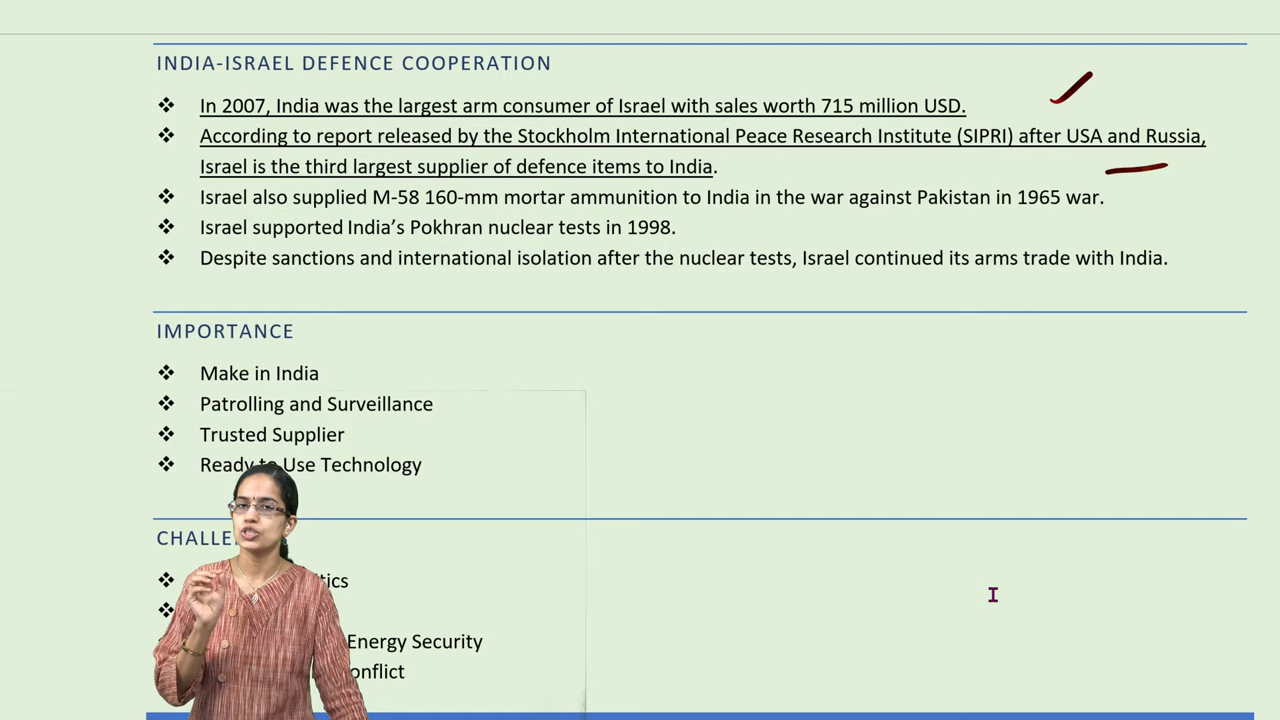 INDIA-ISRAEL DEFENCE COOPERATION
❖ In 2007, India was the largest arm consumer of Israel with sales worth 715 million USD.
❖ According to report released by the Stockholm International Peace Research Institute (SIPRI) after USA and Russia,
Israel is the third largest supplier of defence items to India.
❖ Israel also supplied M-58 160-mm mortar ammunition to India in the war against Pakistan in 1965 war.
❖ Israel supported India’s Pokhran nuclear tests in 1998.
❖ Despite sanctions and international isolation after the nuclear tests, Israel continued its arms trade with India.
IMPORTANCE
❖ Make in India
❖ Patrolling and Surveillance
❖ Trusted Supplier
❖ Ready to Use Technology
Energy Security